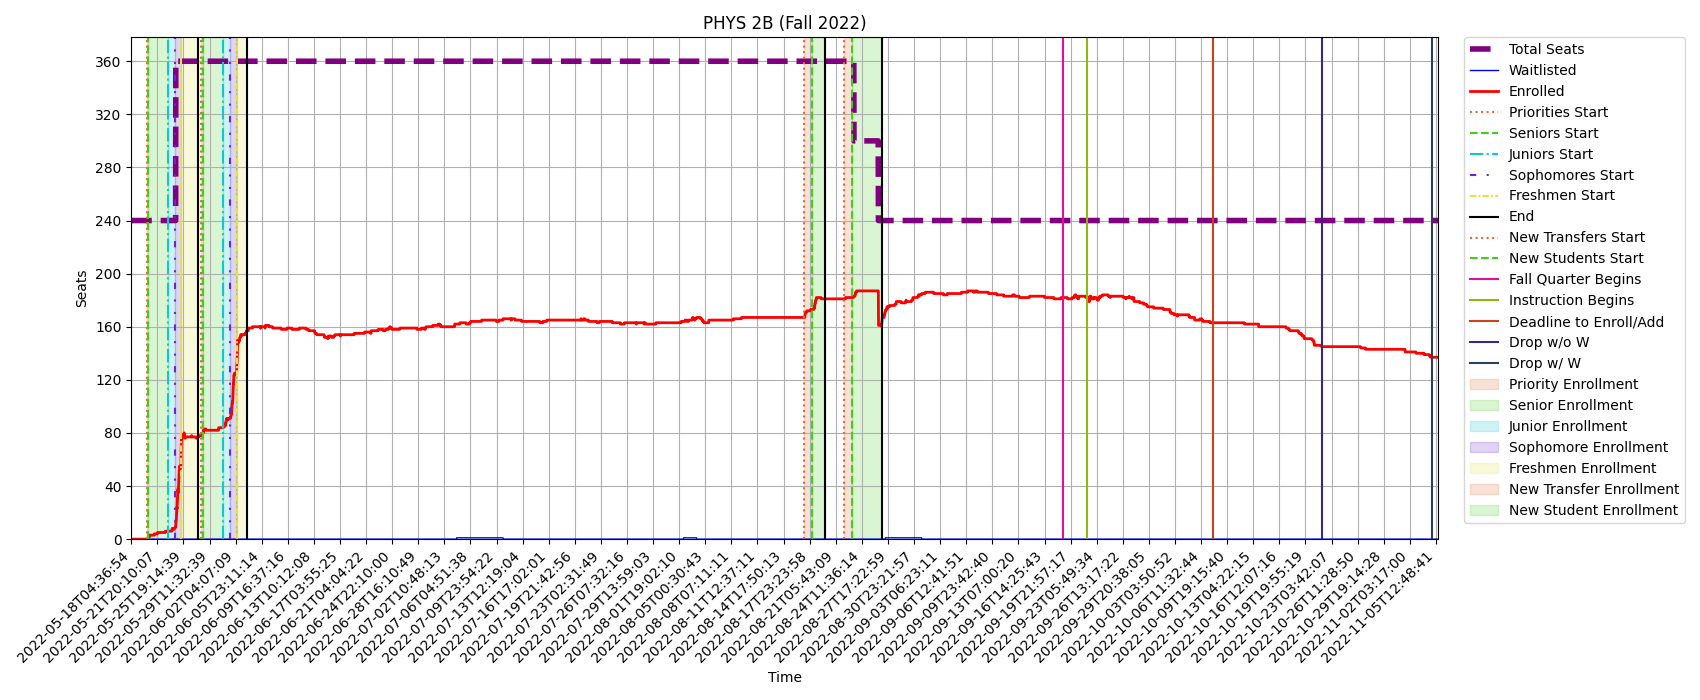 PHYS 2B (Fall 2022)
360
320
280
240
200
160
120
80
40
0
Seats
2022-05-18T04:36:54
2022-05-21T20:10:07
2022-05-25T19:14:39
2022-05-29T11:32:39
2022-06-02T04:07:09
2022-06-05T23:11:14
2022-06-09T16:37:16
2022-06-13T10:12:08
2022-06-17T03:55:25
2022-06-21T04:04:22
2022-06-24T22:10:00
2022-06-28T16:10:49
2022-07-02T10:48:13
2022-07-06T04:51:38
2022-07-09T23:54:22
2022-07-13T12:19:04
2022-07-16T17:02:01
2022-07-19T21:42:56
2022-07-23T02:31:49
2022-07-26T07:32:16
2022-07-29T13:59:03
2022-08-01T19:02:10
2022-08-05T00:30:43
2022-08-08T07:11:11
2022-08-11T12:37:11
2022-08-14T17:50:13
2022-08-17T23:23:58
2022-08-21T05:43:09
2022-08-24T11:36:14
2022-08-27T17:22:59
2022-08-30T23:21:57
2022-09-03T06:23:11
2022-09-06T12:41:51
2022-09-09T23:42:40
2022-09-13T07:00:20
2022-09-16T14:25:43
2022-09-19T21:57:17
2022-09-23T05:49:34
2022-09-26T13:17:22
2022-09-29T20:38:05
2022-10-03T03:50:52
2022-10-06T11:32:44
2022-10-09T19:15:40
2022-10-13T04:22:15
2022-10-16T12:07:16
2022-10-19T19:55:19
2022-10-23T03:42:07
2022-10-26T11:28:50
2022-10-29T19:14:28
2022-11-02T03:17:00
2022-11-05T12:48:41
Time
Total Seats
Waitlisted
Enrolled
Priorities Start
Seniors Start
Juniors Start
Sophomores Start
Freshmen Start
End
New Transfers Start
New Students Start
Fall Quarter Begins
Instruction Begins
Deadline to Enroll/Add
Drop w/o W
Drop w/ W
Priority Enrollment
Senior Enrollment
Junior Enrollment
Sophomore Enrollment
Freshmen Enrollment
New Transfer Enrollment
New Student Enrollment